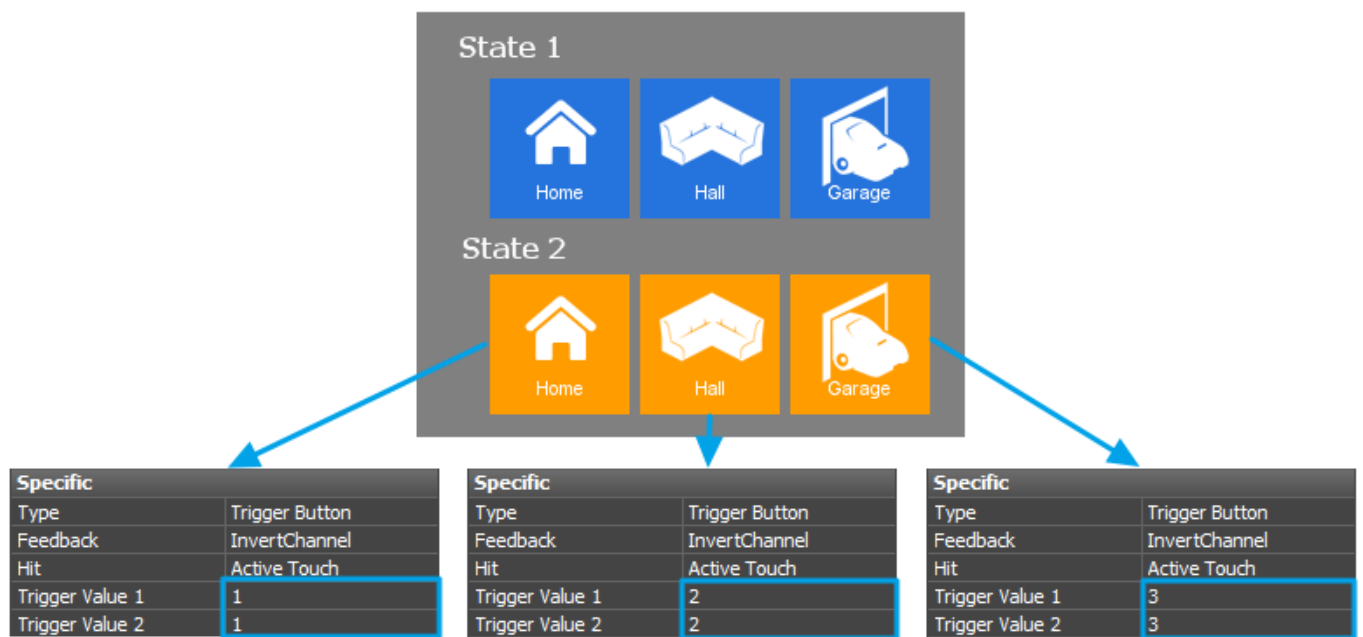 State 1
Home Hall Garage
State 2
Home Hall Garage
Specific
Type Trigger Button
Feedback InvertChannel
Hit Active Touch
Trigger Value 1 1
Trigger Value 2 1
Specific
Type Trigger Button
Feedback InvertChannel
Hit Active Touch
Trigger Value 1 2
Trigger Value 2 2
Specific
Type Trigger Button
Feedback InvertChannel
Hit Active Touch
Trigger Value 1 3
Trigger Value 2 3